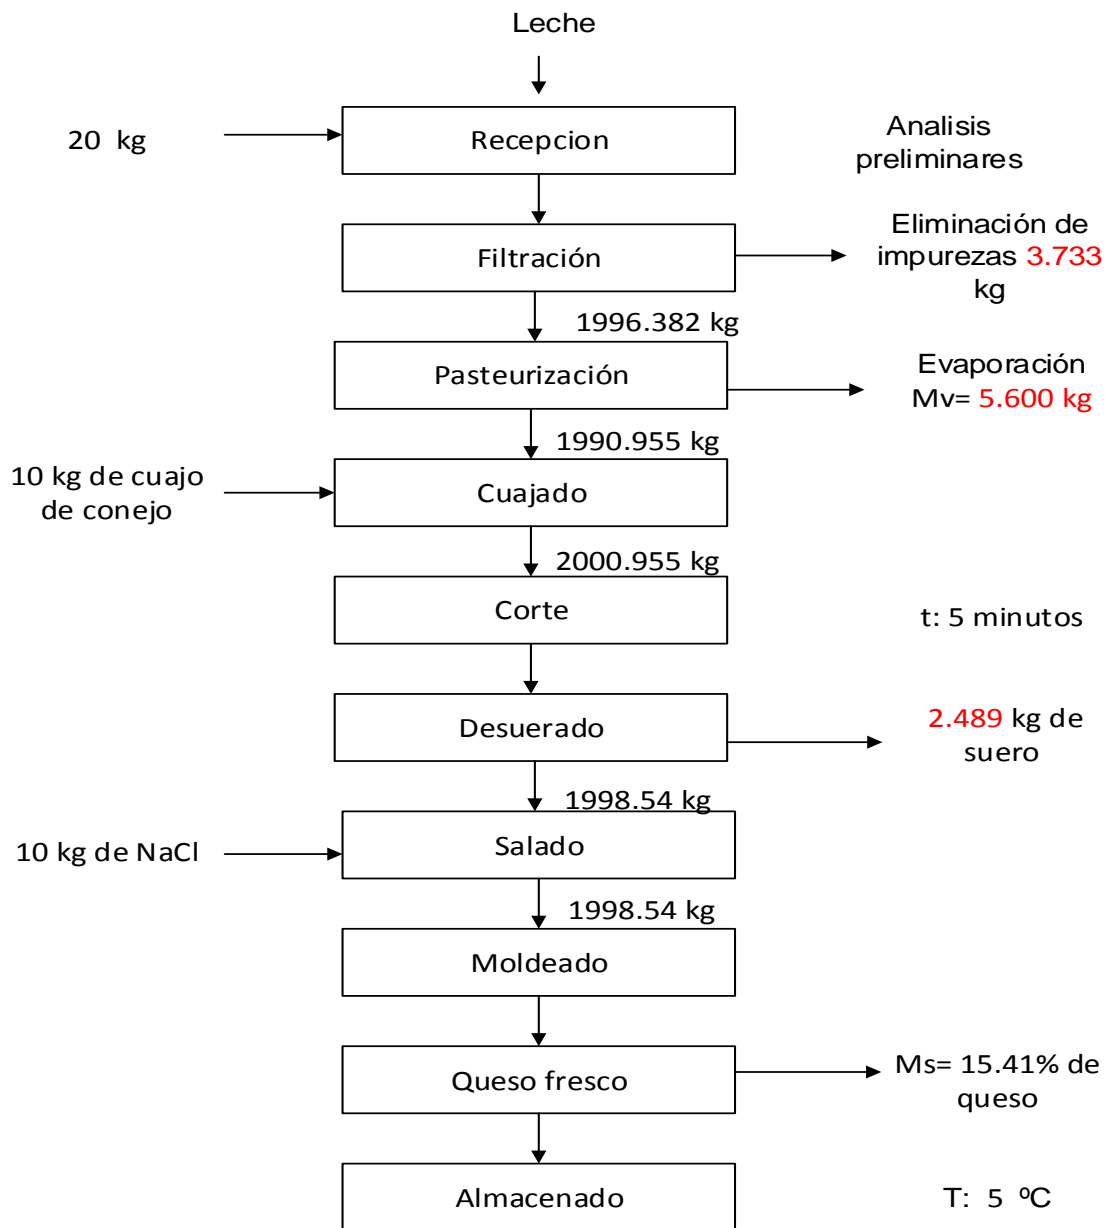 Leche
20 kg
Recepcion
Analisis
preliminares
Filtración
Eliminación de
impurezas 3.733
kg
1996.382 kg
Pasteurización
Evaporación
Mv= 5.600 kg
1990.955 kg
10 kg de cuajo
de conejo
Cuajado
2000.955 kg
Corte
t: 5 minutos
Desuerado
2.489 kg de
suero
1998.54 kg
10 kg de NaCl
Salado
1998.54 kg
Moldeado
Queso fresco
Ms= 15.41% de
queso
Almacenado
T: 5 ºC